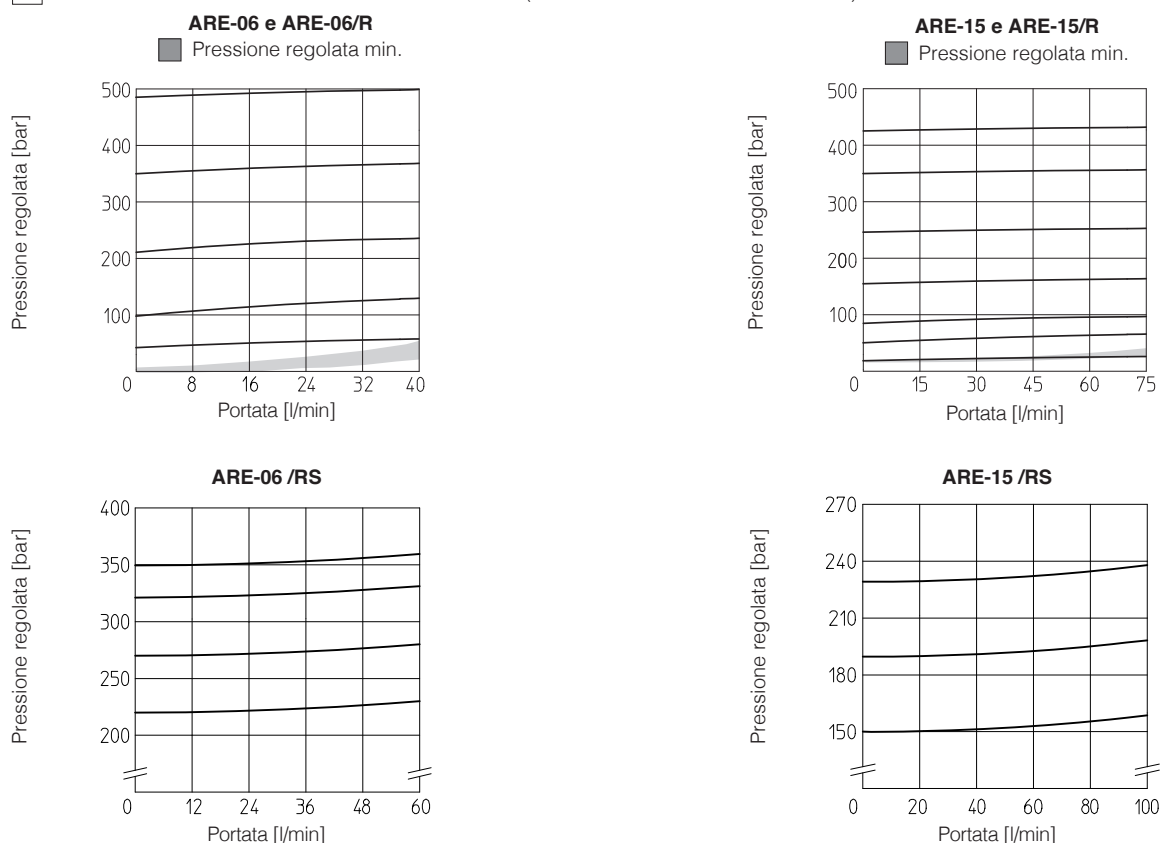 ARE-06 e ARE-06/R
Pressione regolata min.
Pressione regolata [bar]
500
400
300
200
100
0 8 16 24 32 40
Portata [l/min]
ARE-15 e ARE-15/R
Pressione regolata min.
Pressione regolata [bar]
500
400
300
200
100
0 15 30 45 60 75
Portata [l/min]
ARE-06 /RS
Pressione regolata [bar]
400
350
300
250
200
0 12 24 36 48 60
Portata [l/min]
ARE-15 /RS
Pressione regolata [bar]
270
240
210
180
150
0 20 40 60 80 100
Portata [l/min]